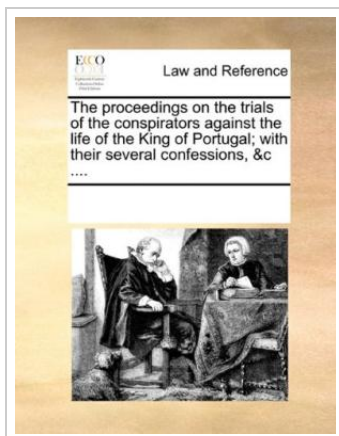 ECCO
Law and Reference
The proceedings on the trials
of the conspirators against the
life of the King of Portugal; with
their several confessions, &c
....